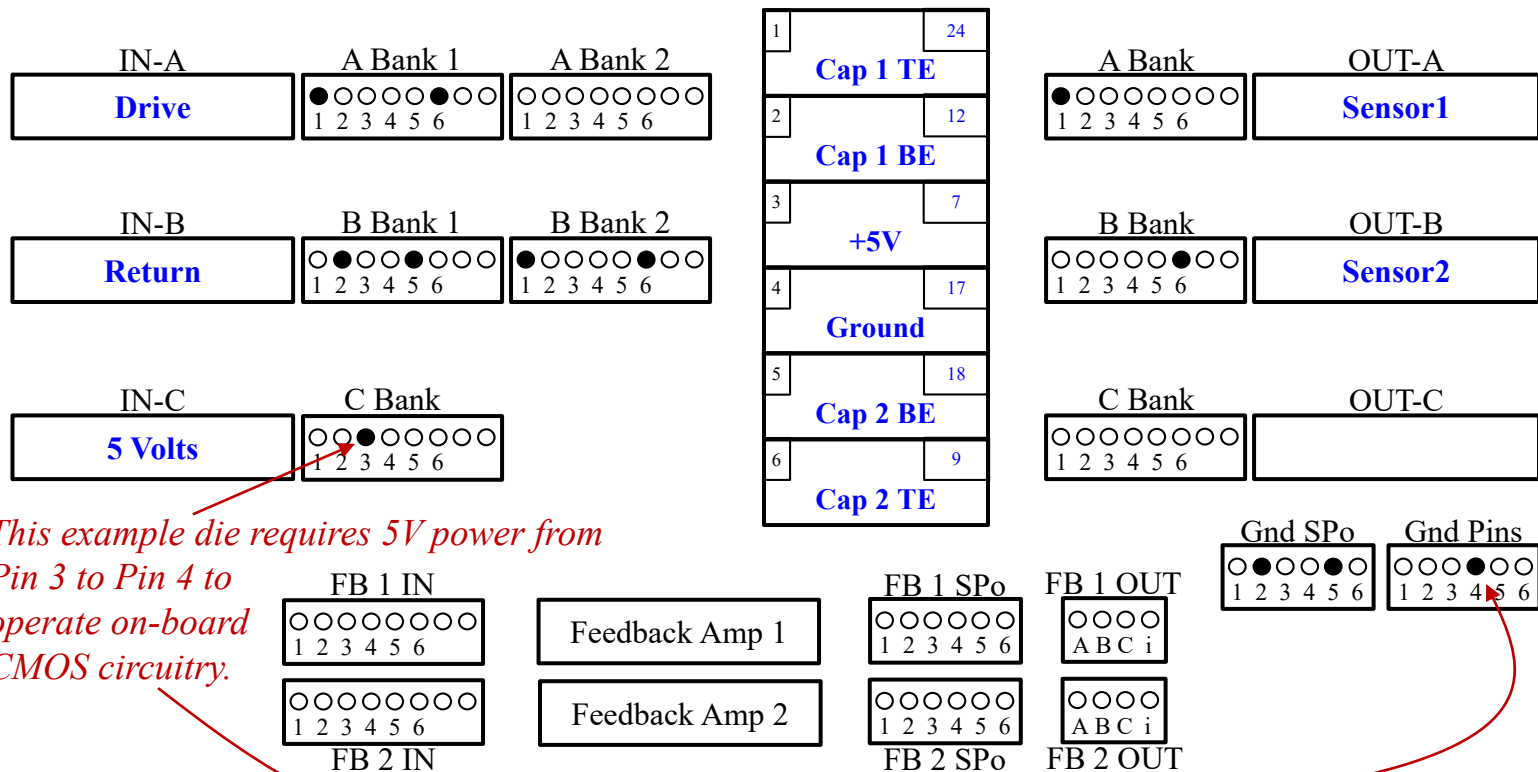 IN-A A Bank 1 A Bank 2
Drive
1 2 3 4 5 6
1 2 3 4 5 6
1 24
Cap 1 TE
2 12
Cap 1 BE
3 7
+5V
4 17
Ground
5 18
Cap 2 BE
6 9
Cap 2 TE
A Bank OUT-A
1 2 3 4 5 6
Sensor1
IN-B B Bank 1 B Bank 2
Return
1 2 3 4 5 6
1 2 3 4 5 6
B Bank OUT-B
1 2 3 4 5 6
Sensor2
IN-C C Bank
5 Volts
1 2 3 4 5 6
C Bank OUT-C
1 2 3 4 5 6
This example die requires 5V power from
Pin 3 to Pin 4 to
operate on-board
CMOS circuitry.
Gnd SPo Gnd Pins
1 2 3 4 5 6
1 2 3 4 5 6
FB 1 IN
1 2 3 4 5 6
Feedback Amp 1
FB 1 SPo
1 2 3 4 5 6
FB 1 OUT
A B C i
1 2 3 4 5 6
FB 2 IN
Feedback Amp 2
1 2 3 4 5 6
FB 2 SPo
A B C i
FB 2 OUT